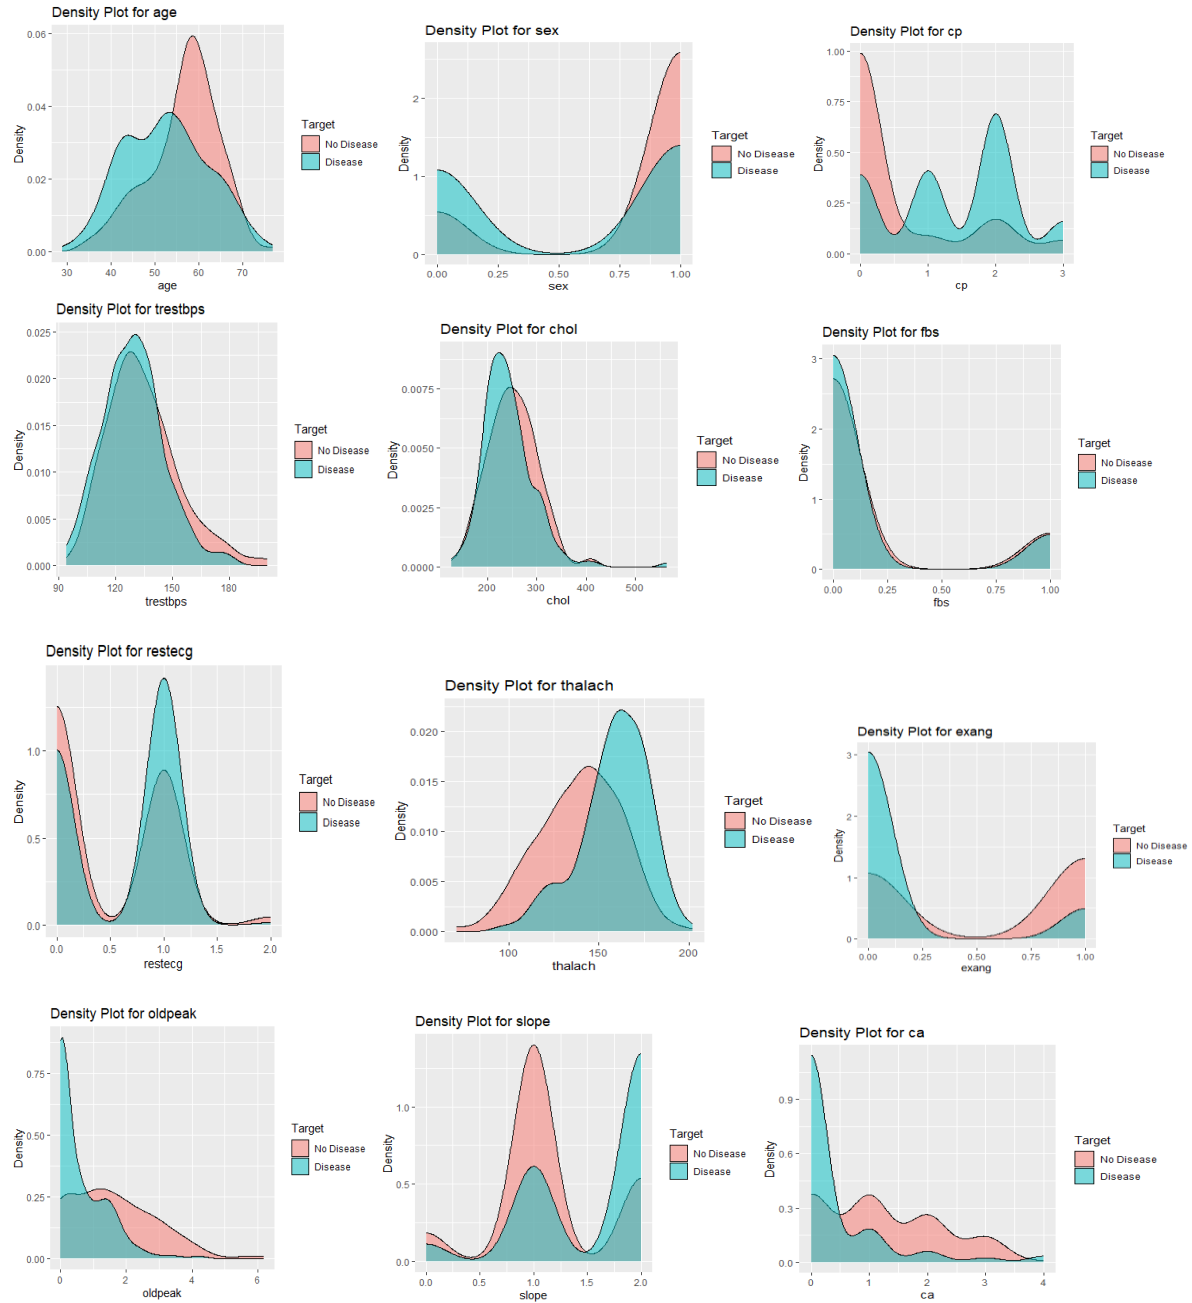 Density Plot for age
0.06
0.04
0.02
0.00
Density
30 40 50 60 70
age
Target
No Disease
Disease
Density Plot for sex
2
1
0
Density
0.00 0.25 0.50 0.75 1.00
sex
Target
No Disease
Disease
Density Plot for cp
1.00
0.75
0.50
0.25
0.00
Density
0 1 2 3
cp
Target
No Disease
Disease
Density Plot for trestbps
0.025
0.020
0.015
0.010
0.005
0.000
Density
90 120 150 180
trestbps
Target
No Disease
Disease
Density Plot for chol
0.0075
0.0050
0.0025
0.0000
Density
200 300 400 500
chol
Target
No Disease
Disease
Density Plot for fbs
3
2
1
0
Density
0.00 0.25 0.50 0.75 1.00
fbs
Target
No Disease
Disease
Density Plot for restecg
1.0
0.5
0.0
Density
0.0 0.5 1.0 1.5 2.0
restecg
Target
No Disease
Disease
Density Plot for thalach
0.020
0.015
0.010
0.005
0.000
Density
100 150 200
thalach
Target
No Disease
Disease
Density Plot for exang
3
2
1
0
Density
0.00 0.25 0.50 0.75 1.00
exang
Target
No Disease
Disease
Density Plot for oldpeak
0.75
0.50
0.25
0.00
Density
0 2 4 6
oldpeak
Target
No Disease
Disease
Density Plot for slope
1.0
0.5
0.0
Density
0.0 0.5 1.0 1.5 2.0
slope
Target
No Disease
Disease
Density Plot for ca
0.9
0.6
0.3
0.0
Density
0 1 2 3 4
ca
Target
No Disease
Disease